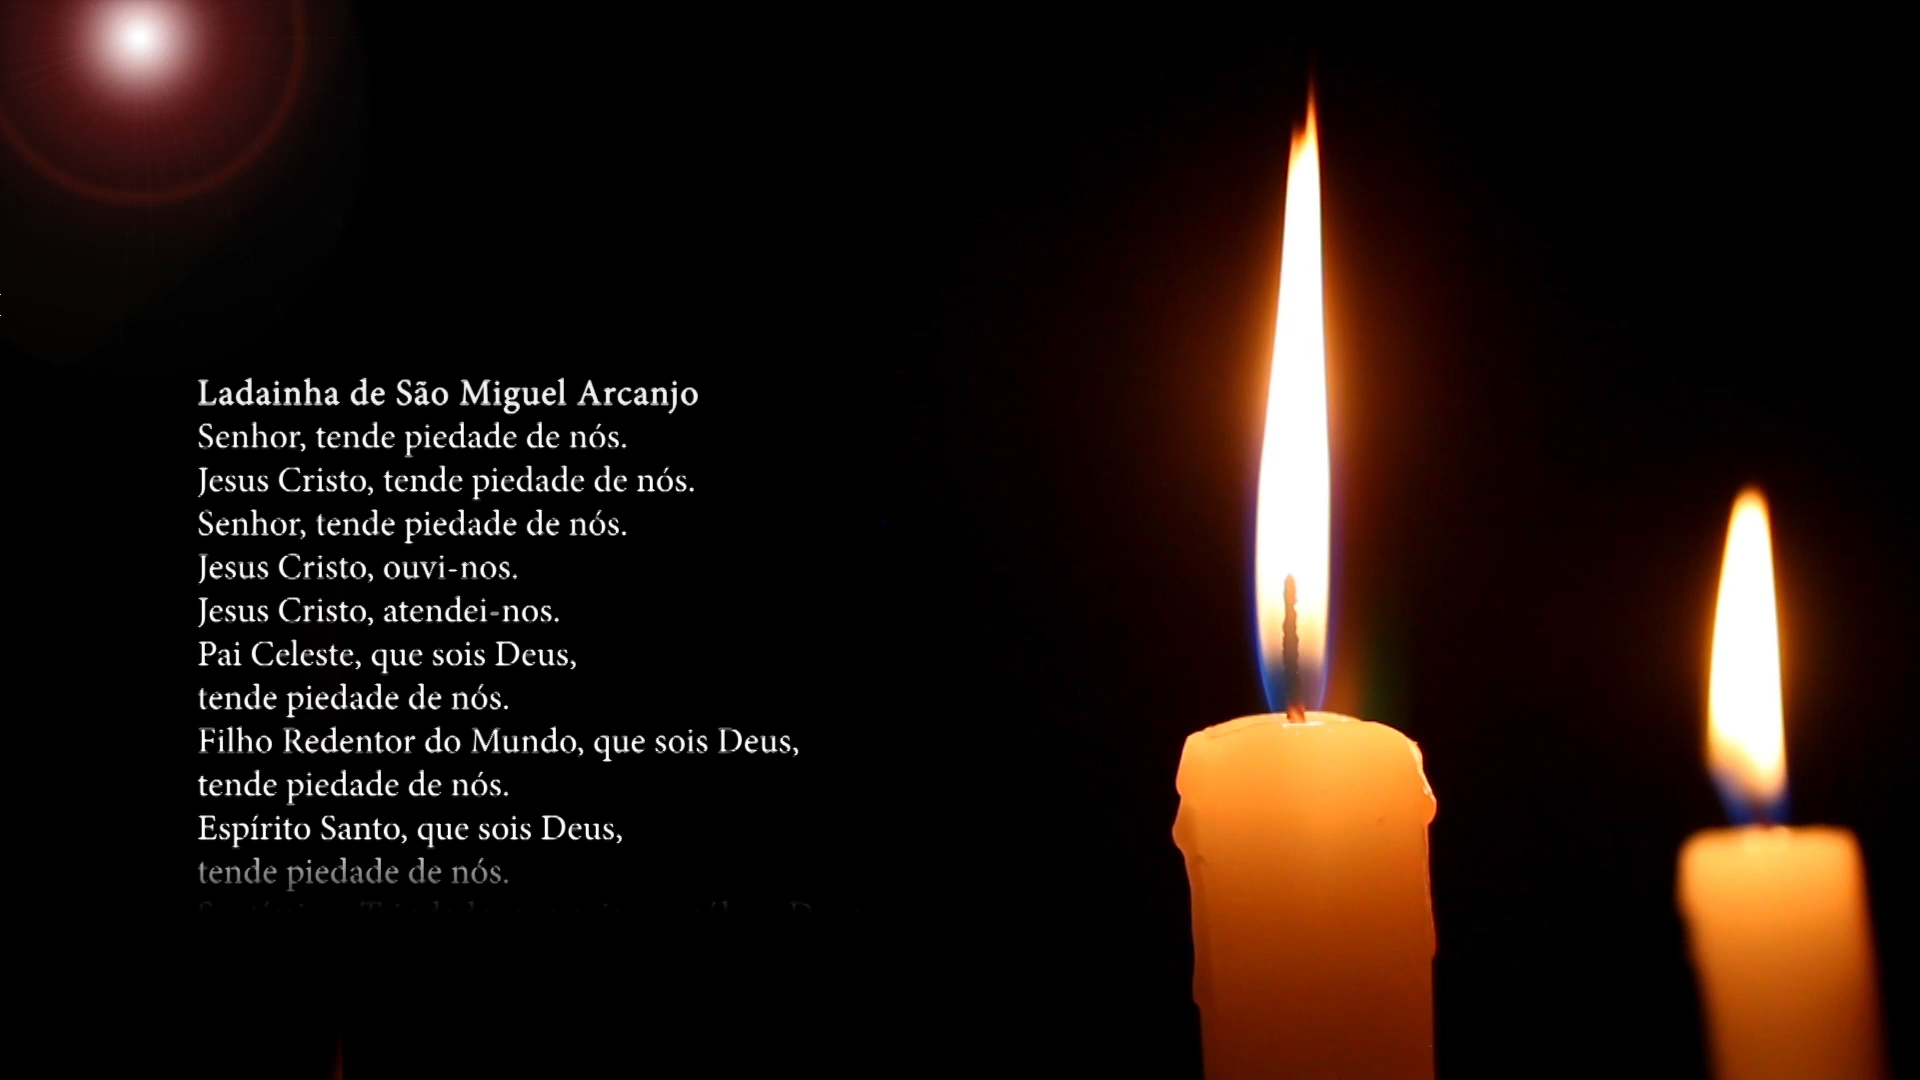 Ladainha de São Miguel Arcanjo
Senhor, tende piedade de nós.
Jesus Cristo, tende piedade de nós.
Senhor, tende piedade de nós.
Jesus Cristo, ouvi-nos.
Jesus Cristo, atendei-nos.
Pai Celeste, que sois Deus,
tende piedade de nós.
Filho Redentor do Mundo, que sois Deus,
tende piedade de nós.
Espírito Santo, que sois Deus,
tende piedade de nós.